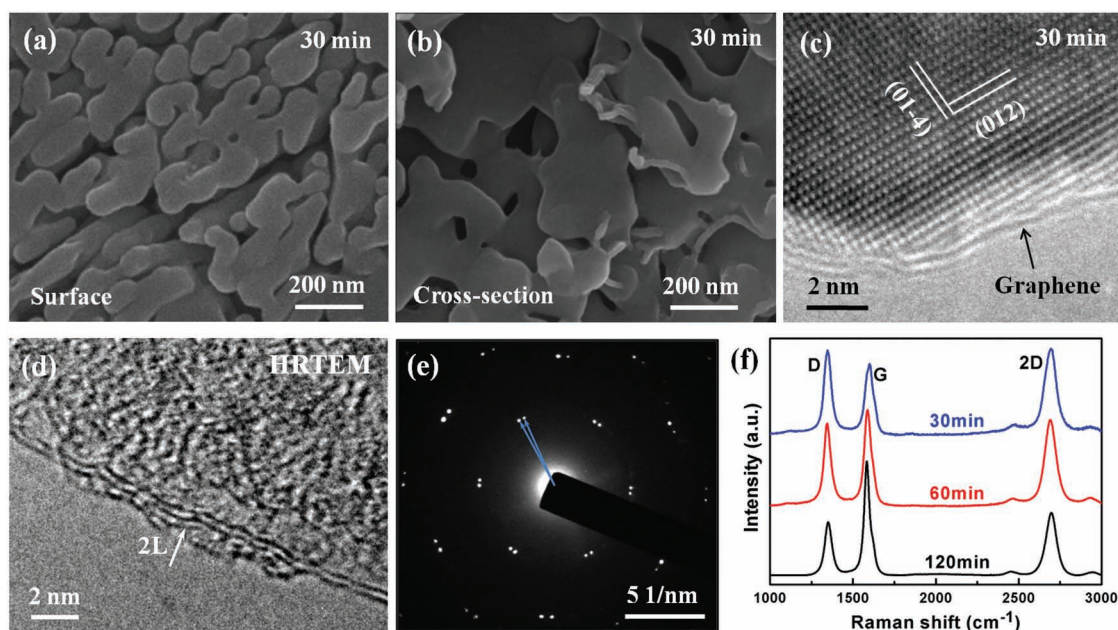 (a)
30 min
Surface
200 nm
(b)
30 min
Cross-section
200 nm
(c)
30 min
(01-4)
(012)
2 nm
Graphene
(d)
HRTEM
2L
2 nm
(e)
5 1/nm
(f)
D
G
2D
30min
60min
120min
Intensity (a.u.)
1000
1500
2000
2500
3000
Raman shift (cm⁻¹)